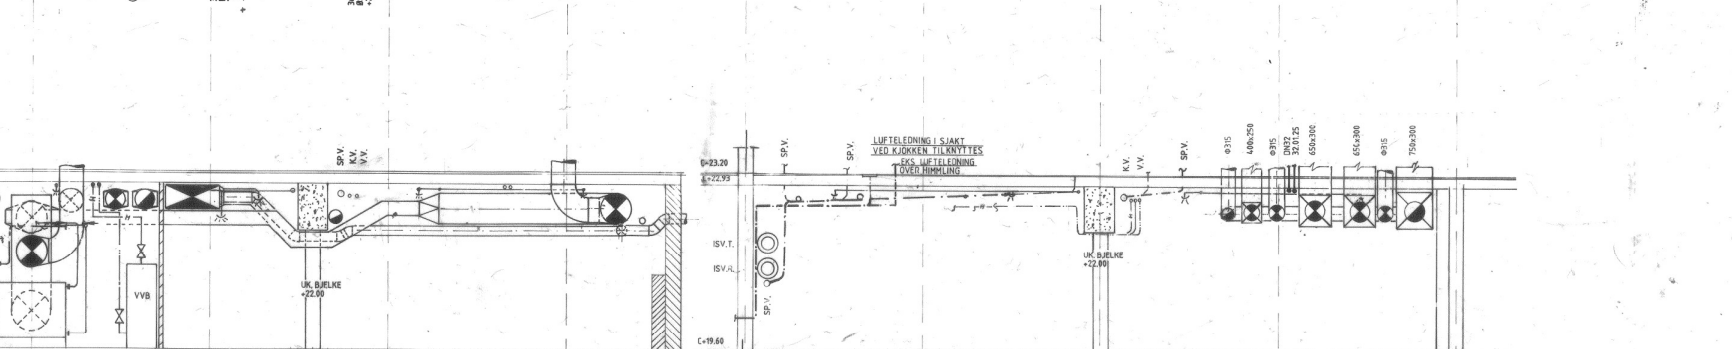 SP.V.
K.V.
V.V.
VVB
UK. BJELKE
+22.00
C+23.20
C+22.93
SP.V.
SP.V.
LUFTELEDNING I SJAKT
VED KJØKKEN TILKNYTTES
EKS LUFTELEDNING
OVER HIMMLING
ISV.T.
ISV.R.
SP.V.
C+19.60
K.V.
V.V.
SP.V.
UK. BJELKE
+22.00
Φ315
400x250
Φ315
DN32
32.01.25
650x300
650x300
Φ315
750x300